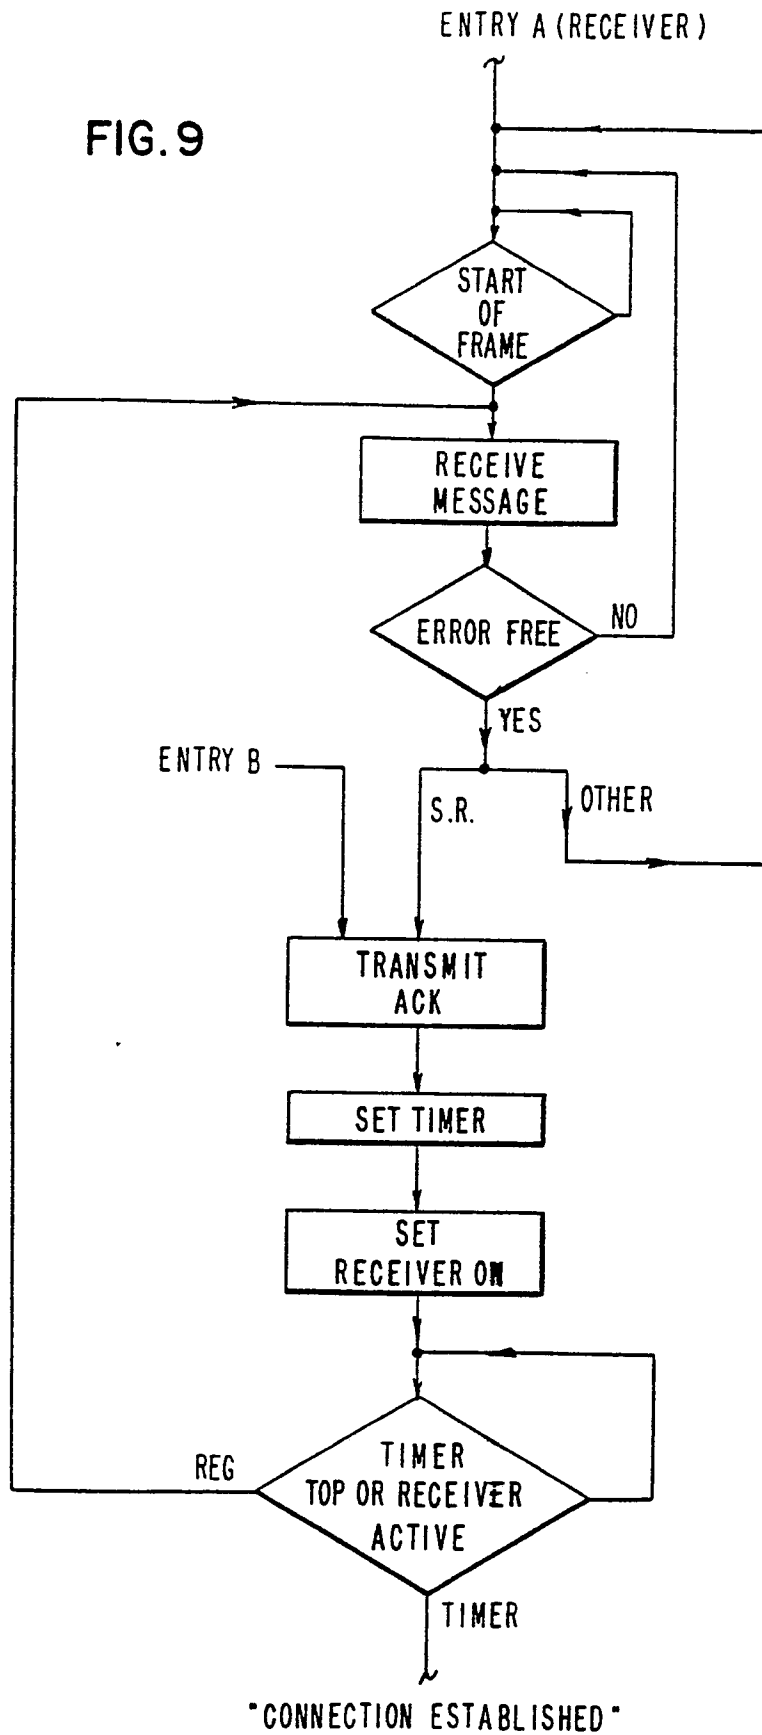 ENTRY A (RECEIVER)
FIG. 9
START
OF
FRAME
RECEIVE
MESSAGE
ERROR FREE
NO
YES
ENTRY B
S.R.
OTHER
TRANSMIT
ACK
SET TIMER
SET
RECEIVER ON
REG
TIMER
TOP OR RECEIVER
ACTIVE
TIMER
"CONNECTION ESTABLISHED"